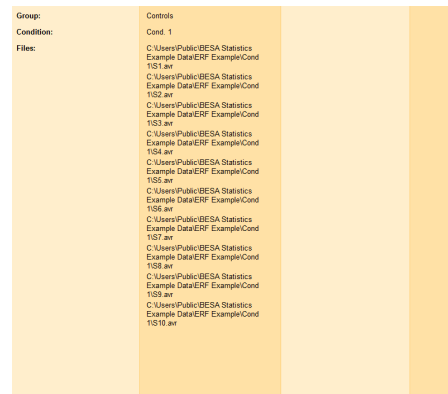 Group: Controls
Condition: Cond. 1
Files: C:\Users\Public\BESA Statistics
Example Data\ERF Example\Cond
1\S1.avr
C:\Users\Public\BESA Statistics
Example Data\ERF Example\Cond
1\S2.avr
C:\Users\Public\BESA Statistics
Example Data\ERF Example\Cond
1\S3.avr
C:\Users\Public\BESA Statistics
Example Data\ERF Example\Cond
1\S4.avr
C:\Users\Public\BESA Statistics
Example Data\ERF Example\Cond
1\S5.avr
C:\Users\Public\BESA Statistics
Example Data\ERF Example\Cond
1\S6.avr
C:\Users\Public\BESA Statistics
Example Data\ERF Example\Cond
1\S7.avr
C:\Users\Public\BESA Statistics
Example Data\ERF Example\Cond
1\S8.avr
C:\Users\Public\BESA Statistics
Example Data\ERF Example\Cond
1\S9.avr
C:\Users\Public\BESA Statistics
Example Data\ERF Example\Cond
1\S10.avr